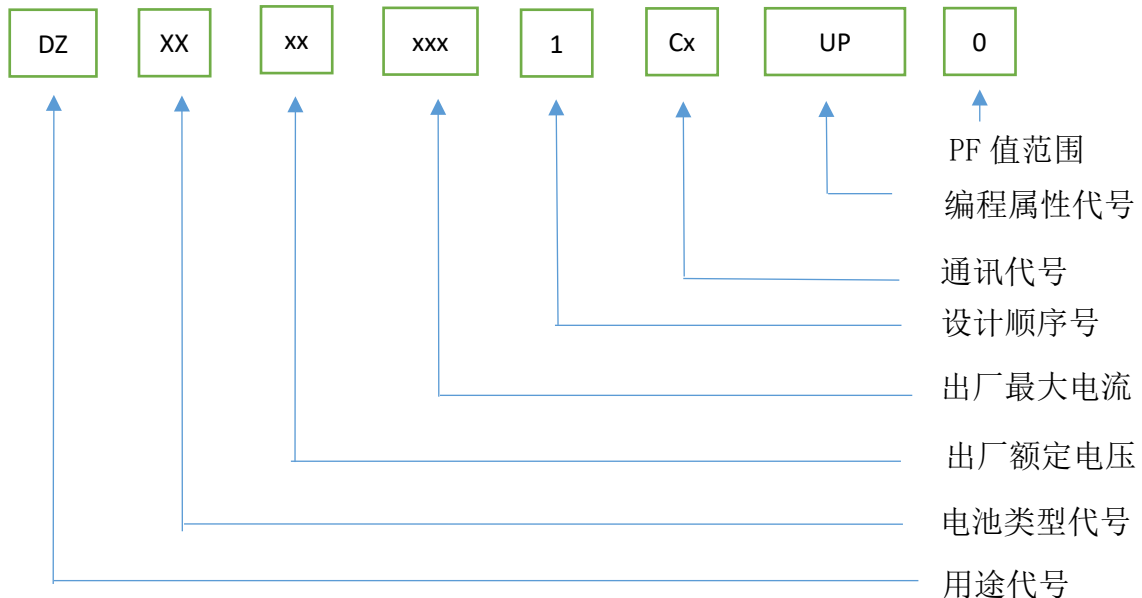 DZ XX xx xxx 1 Cx UP 0
PF 值范围
编程属性代号
通讯代号
设计顺序号
出厂最大电流
出厂额定电压
电池类型代号
用途代号